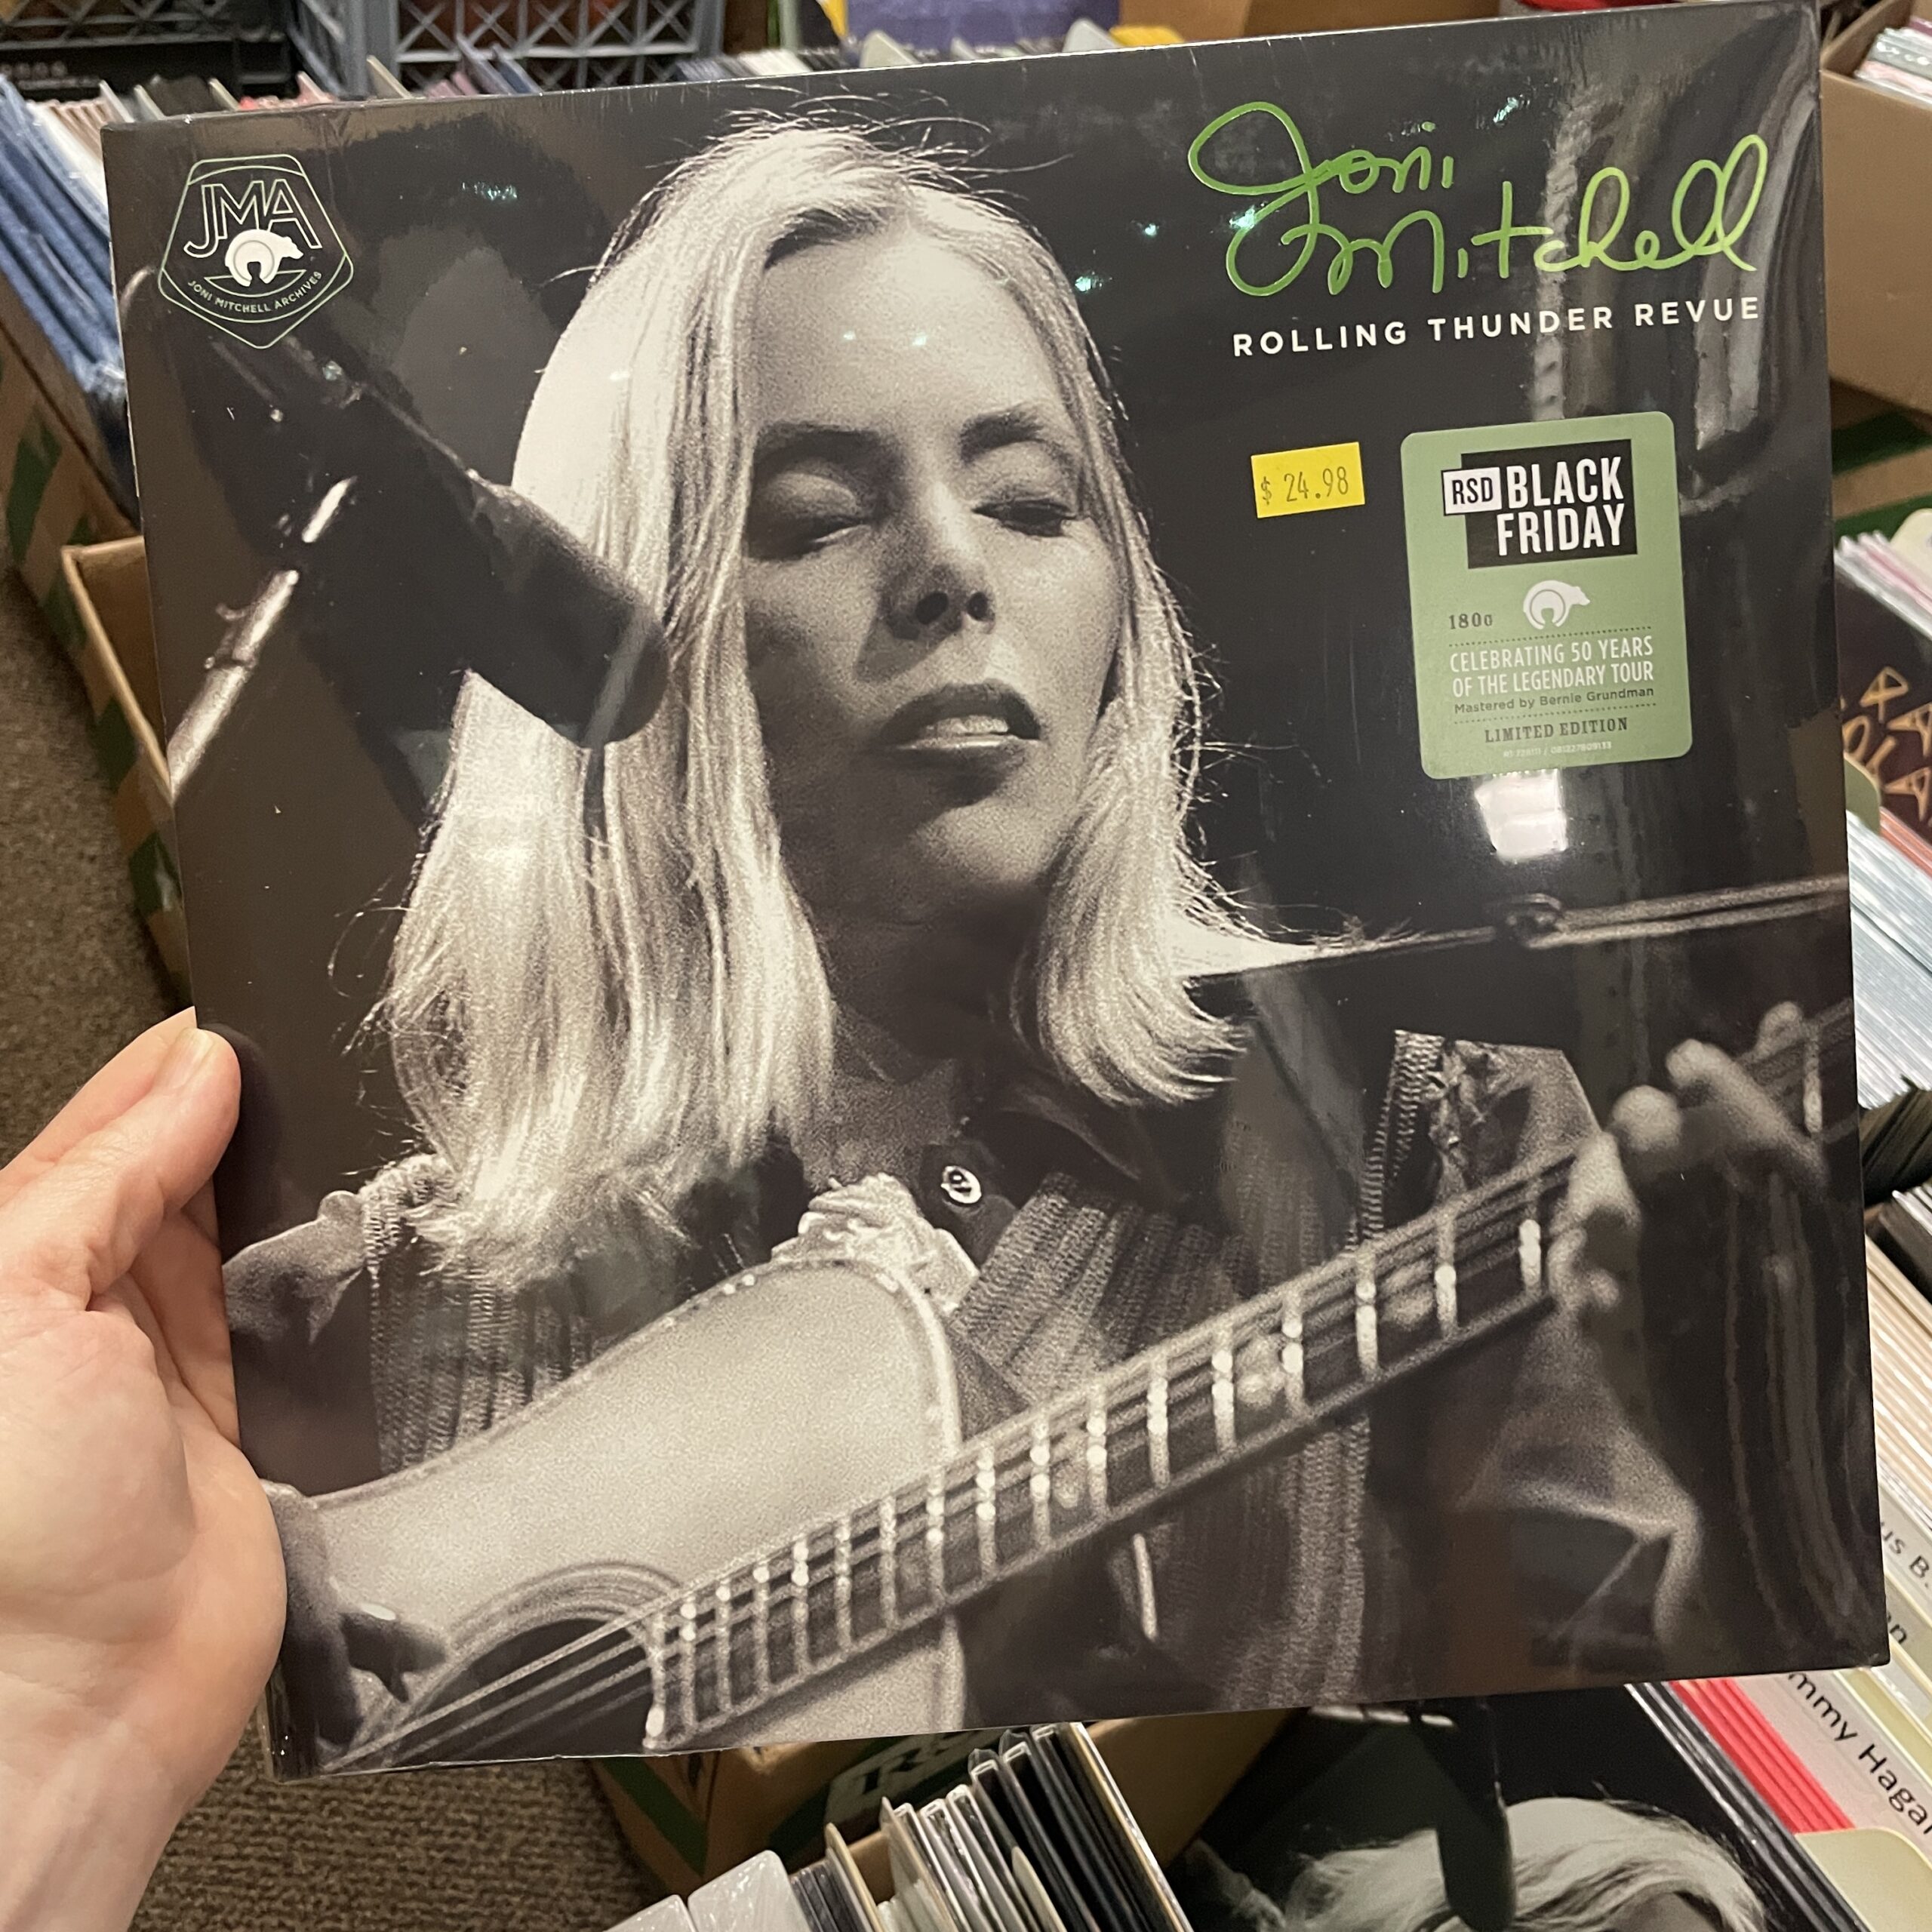 JMA
JONI MITCHELL ARCHIVES
Joni
Mitchell
ROLLING THUNDER REVUE
$ 24.98
RSD BLACK
FRIDAY
180G
CELEBRATING 50 YEARS
OF THE LEGENDARY TOUR
Mastered by Bernie Grundman
LIMITED EDITION
mmy Hagar
us B